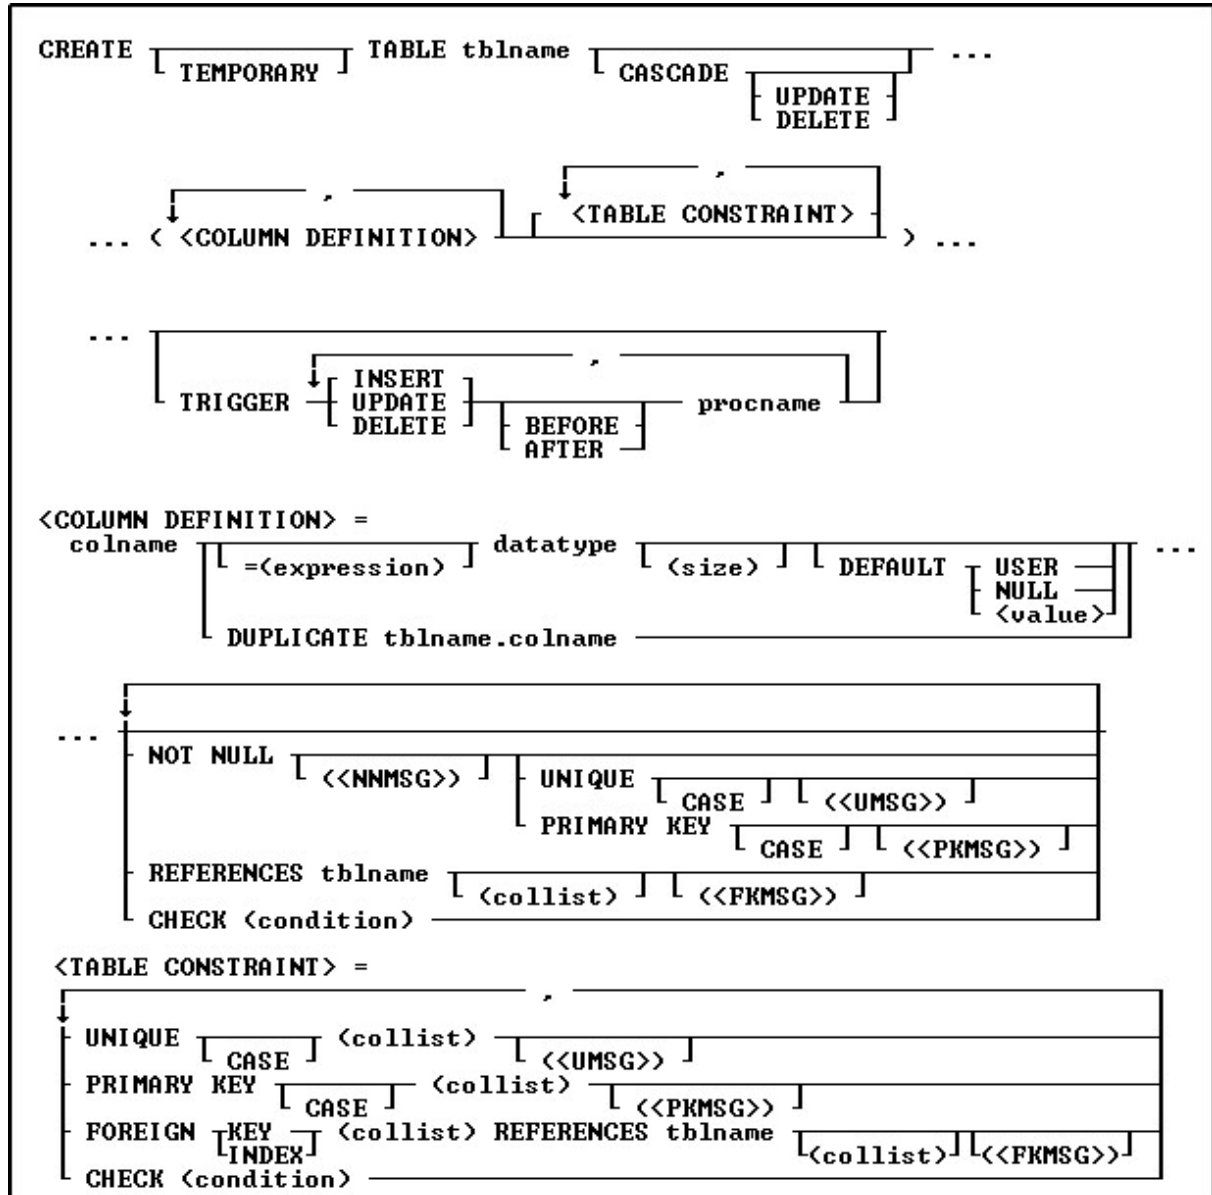 CREATE TABLE tblname ...
TEMPORARY CASCADE
UPDATE
DELETE
, ,
<TABLE CONSTRAINT>
... ( <COLUMN DEFINITION> ) ...
...
,
INSERT
TRIGGER UPDATE procname
DELETE BEFORE
AFTER
<COLUMN DEFINITION> =
colname datatype ...
=(expression) (size) DEFAULT USER
NULL
<value>
DUPLICATE tblname.colname
...
NOT NULL
(<NNMSG>) UNIQUE
CASE (<UMSG>)
PRIMARY KEY
CASE (<PKMSG>)
REFERENCES tblname
(collist) (<FKMSG>)
CHECK (condition)
<TABLE CONSTRAINT> =
,
UNIQUE (collist)
CASE (<UMSG>)
PRIMARY KEY (collist)
CASE (<PKMSG>)
FOREIGN KEY (collist) REFERENCES tblname
INDEX (collist) (<FKMSG>)
CHECK (condition)